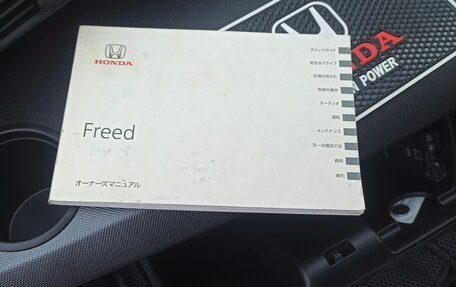 HONDA
Freed
オーナーズマニュアル
クイックガイド
安全なドライブ
計器の見かた
各部の操作
オーディオ
運転
メンテナンス
万一の場合には
資料
索引
HONDA
POWER